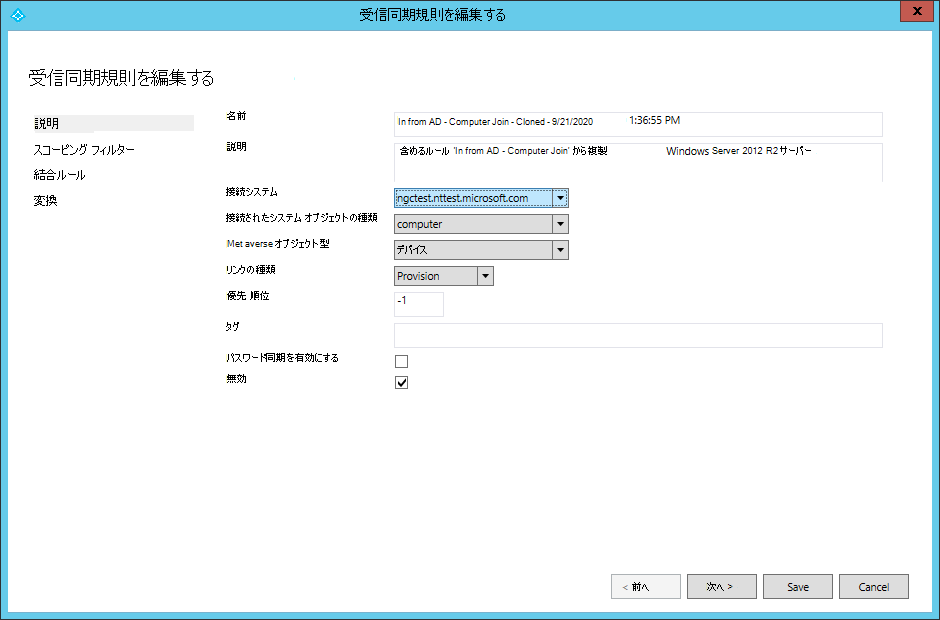 受信同期規則を編集する
X
受信同期規則を編集する
説明
スコーピング フィルター
結合ルール
変換
名前
In from AD - Computer Join - Cloned - 9/21/2020 1:36:55 PM
説明
含めるルール 'In from AD - Computer Join' から複製 Windows Server 2012 R2サーバー
接続システム
ngctest.nttest.microsoft.com
接続されたシステム オブジェクトの種類
computer
Met averse オブジェクト型
デバイス
リンクの種類
Provision
優先 順位
-1
タグ
パスワード同期を有効にする
無効
< 前へ
次へ >
Save
Cancel